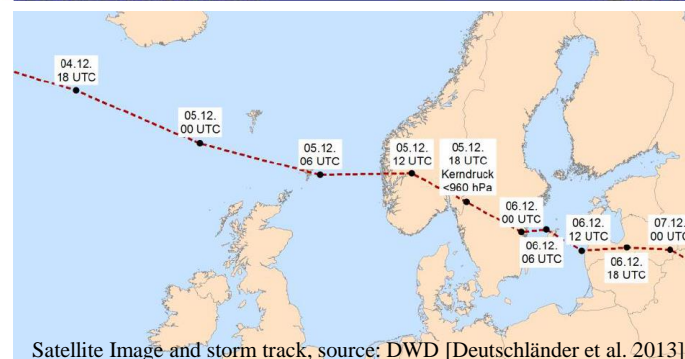 04.12.
18 UTC
05.12.
00 UTC
05.12.
06 UTC
05.12.
12 UTC
05.12.
18 UTC
Kerndruck
<960 hPa
06.12.
00 UTC
06.12.
06 UTC
06.12.
12 UTC
06.12.
18 UTC
07.12.
00 UTC
Satellite Image and storm track, source: DWD [Deutschländer et al. 2013]